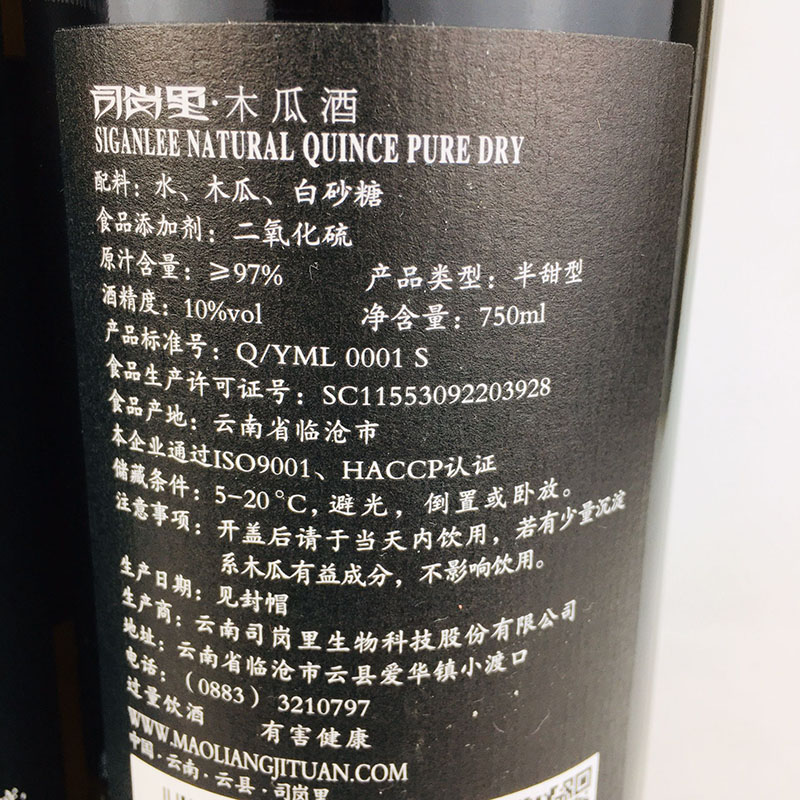 司岗里·木瓜酒
SIGANLEE NATURAL QUINCE PURE DRY
配料：水、木瓜、白砂糖
食品添加剂：二氧化硫
原汁含量：≥97% 产品类型：半甜型
酒精度：10%vol 净含量：750ml
产品标准号：Q/YML 0001 S
食品生产许可证号：SC11553092203928
食品产地：云南省临沧市
本企业通过ISO9001、HACCP认证
储藏条件：5-20°C，避光，倒置或卧放。
注意事项：开盖后请于当天内饮用，若有少量沉淀
系木瓜有益成分，不影响饮用。
生产日期：见封帽
生产商：云南司岗里生物科技股份有限公司
地址：云南省临沧市云县爱华镇小渡口
电话：（0883）3210797
过量饮酒 有害健康
WWW.MAOLIANGJITUAN.COM
中国·云南·云县·司岗里